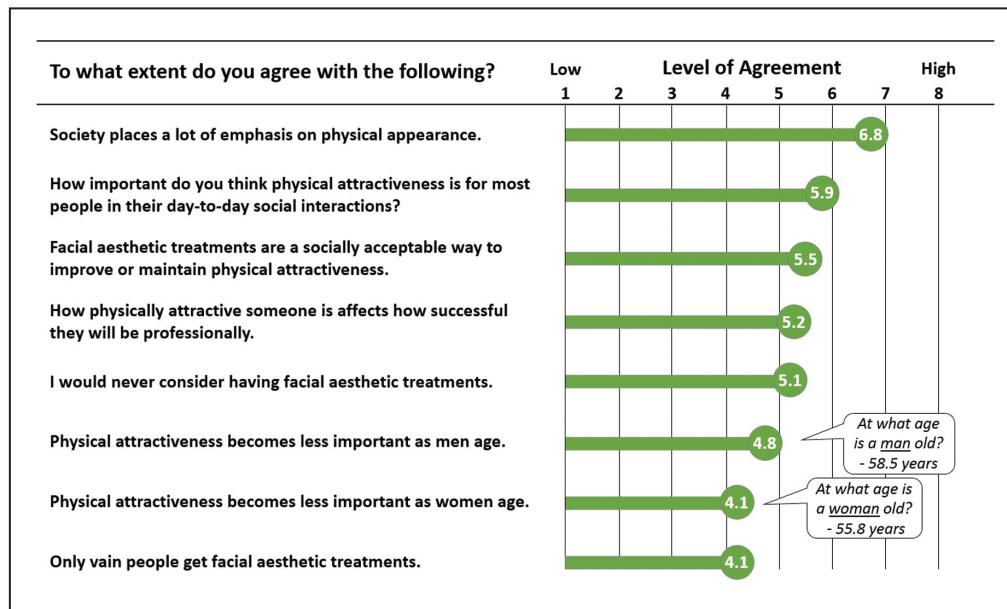 To what extent do you agree with the following?
Low
Level of Agreement
High
1 2 3 4 5 6 7 8
Society places a lot of emphasis on physical appearance.
6.8
How important do you think physical attractiveness is for most
people in their day-to-day social interactions?
5.9
Facial aesthetic treatments are a socially acceptable way to
improve or maintain physical attractiveness.
5.5
How physically attractive someone is affects how successful
they will be professionally.
5.2
I would never consider having facial aesthetic treatments.
5.1
Physical attractiveness becomes less important as men age.
4.8
At what age
is a man old?
- 58.5 years
Physical attractiveness becomes less important as women age.
4.1
At what age is
a woman old?
- 55.8 years
Only vain people get facial aesthetic treatments.
4.1